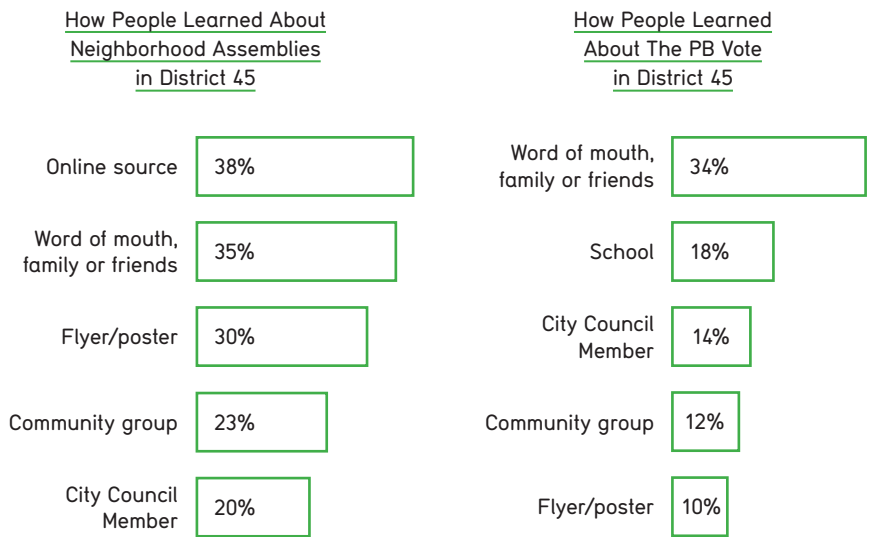 How People Learned About
Neighborhood Assemblies
in District 45
Online source
38%
Word of mouth,
family or friends
35%
Flyer/poster
30%
Community group
23%
City Council
Member
20%
How People Learned
About The PB Vote
in District 45
Word of mouth,
family or friends
34%
School
18%
City Council
Member
14%
Community group
12%
Flyer/poster
10%